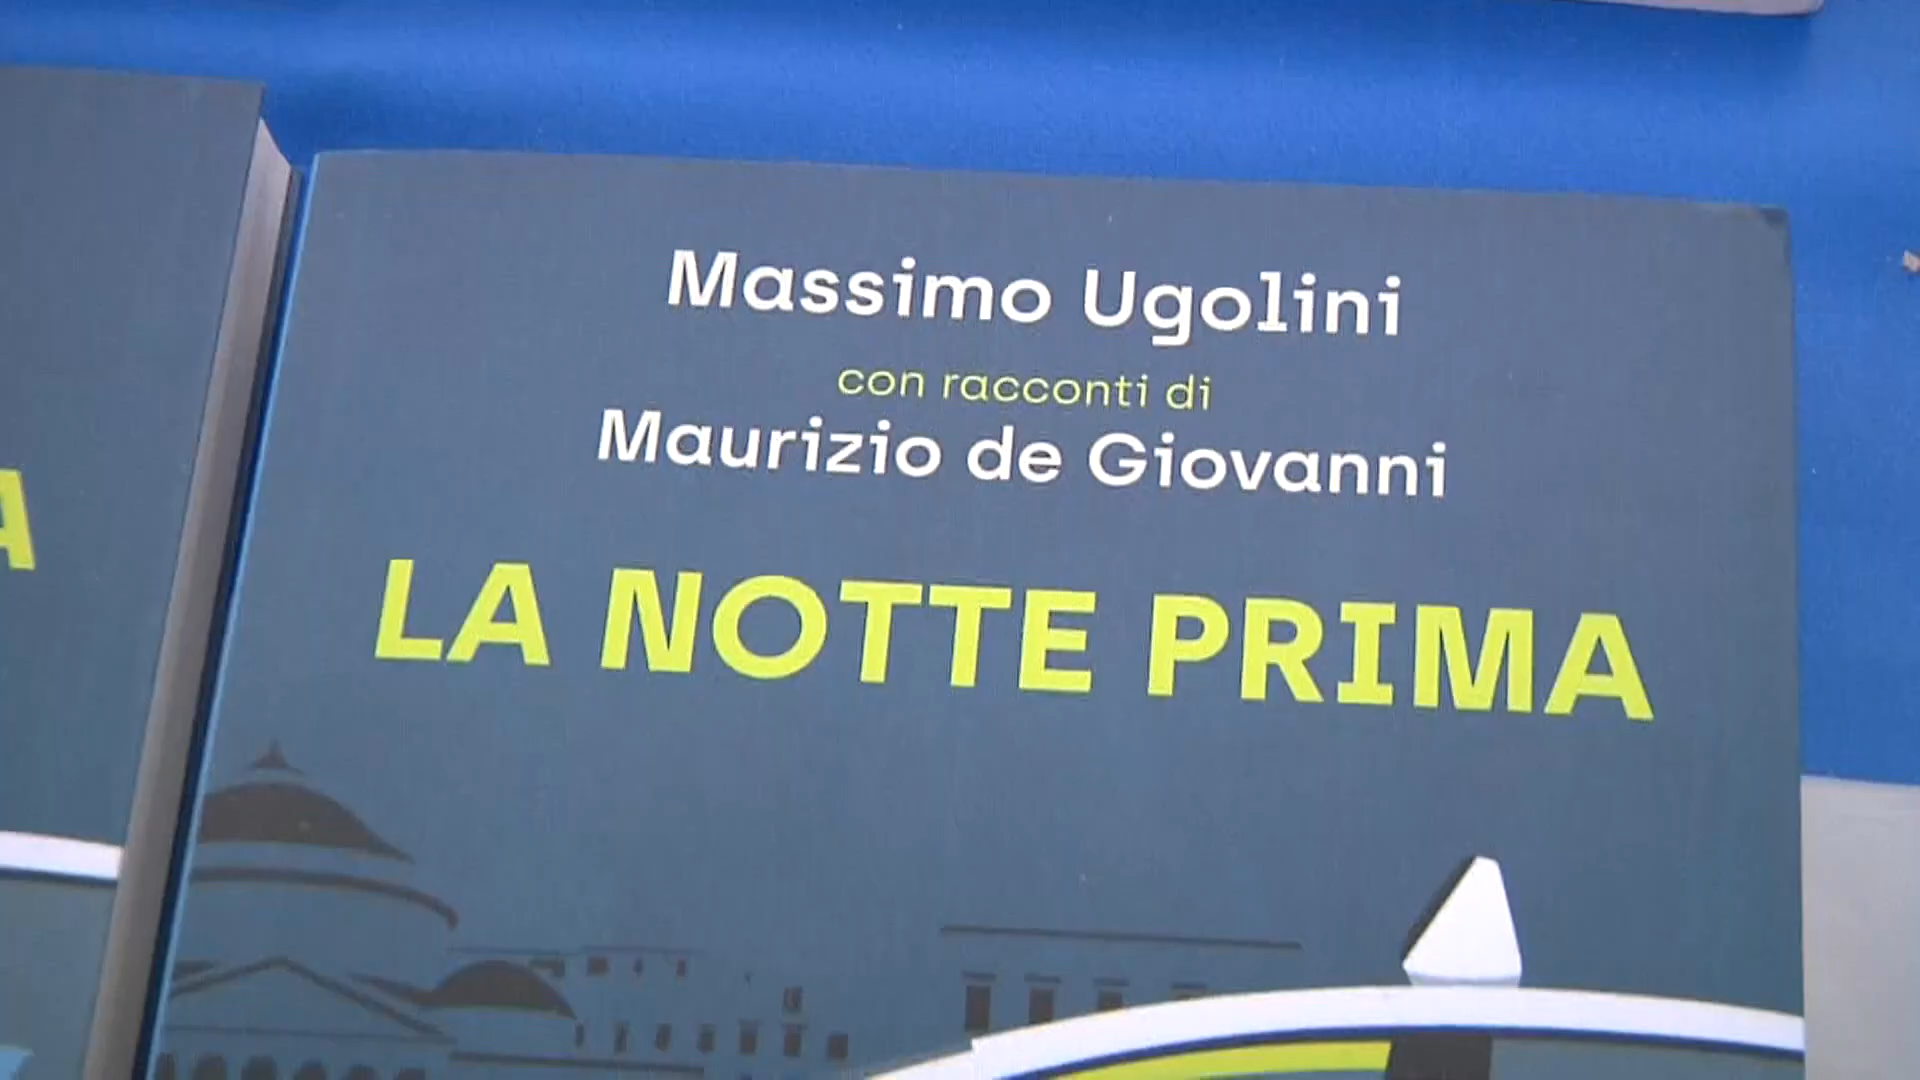 Massimo Ugolini
con racconti di
Maurizio de Giovanni
LA NOTTE PRIMA
A